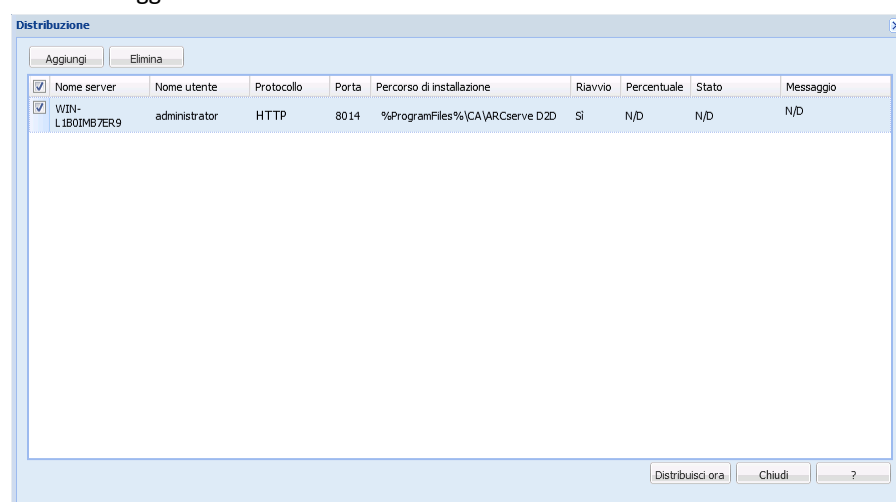 Distribuzione
Aggiungi Elimina
Nome server Nome utente Protocollo Porta Percorso di installazione Riavvio Percentuale Stato Messaggio
WIN-
L1B0IMB7ER9 administrator HTTP 8014 %ProgramFiles%\CA\ARCserve D2D Sì N/D N/D N/D
Distribuisci ora Chiudi ?